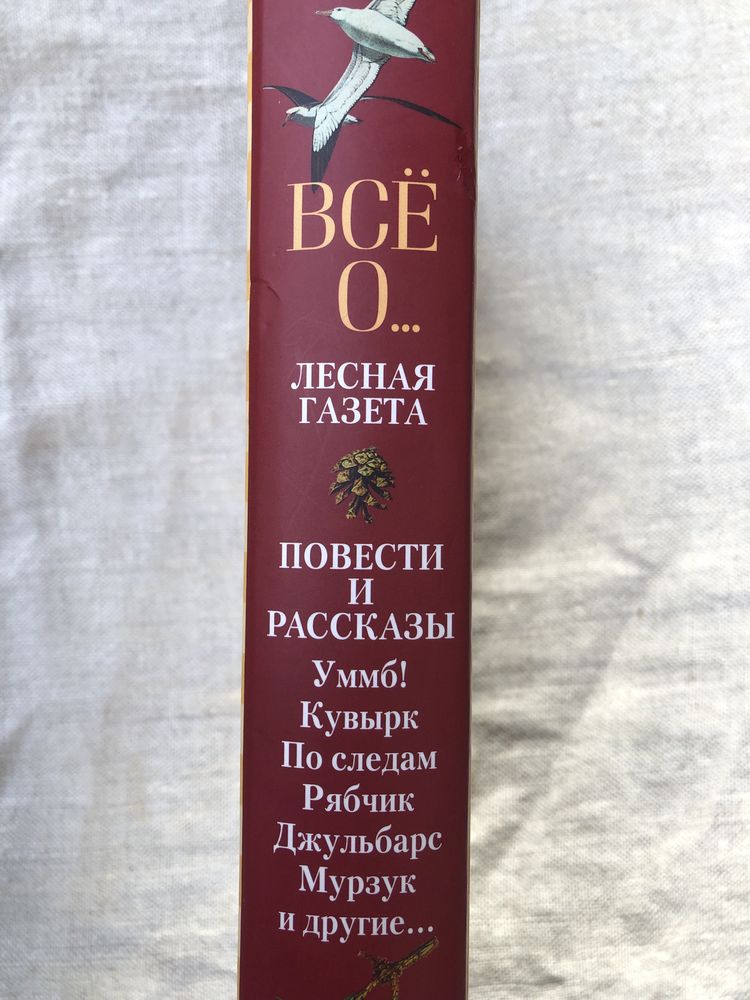 ВСЁ
О...
ЛЕСНАЯ
ГАЗЕТА
ПОВЕСТИ
И
РАССКАЗЫ
Уммб!
Кувырк
По следам
Рябчик
Джульбарс
Мурзук
и другие...